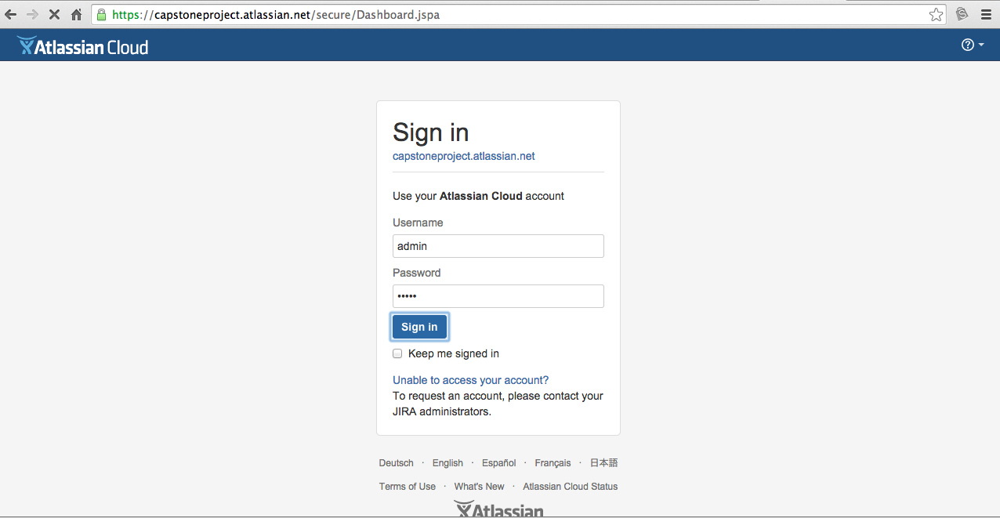 https://capstoneproject.atlassian.net/secure/Dashboard.jspa
Atlassian Cloud
Sign in
capstoneproject.atlassian.net
Use your Atlassian Cloud account
Username
admin
Password
•••••
Sign in
Keep me signed in
Unable to access your account?
To request an account, please contact your
JIRA administrators.
Deutsch · English · Español · Français · 日本語
Terms of Use · What's New · Atlassian Cloud Status
Atlassian